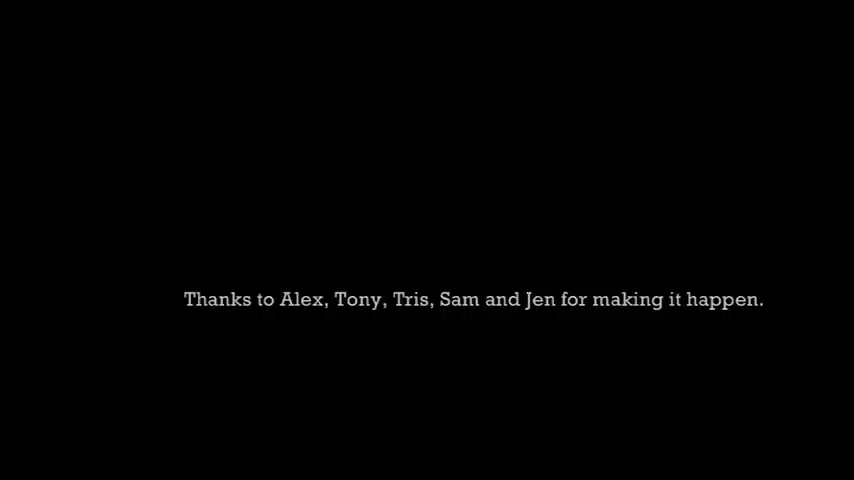 Thanks to Alex, Tony, Tris, Sam and Jen for making it happen.